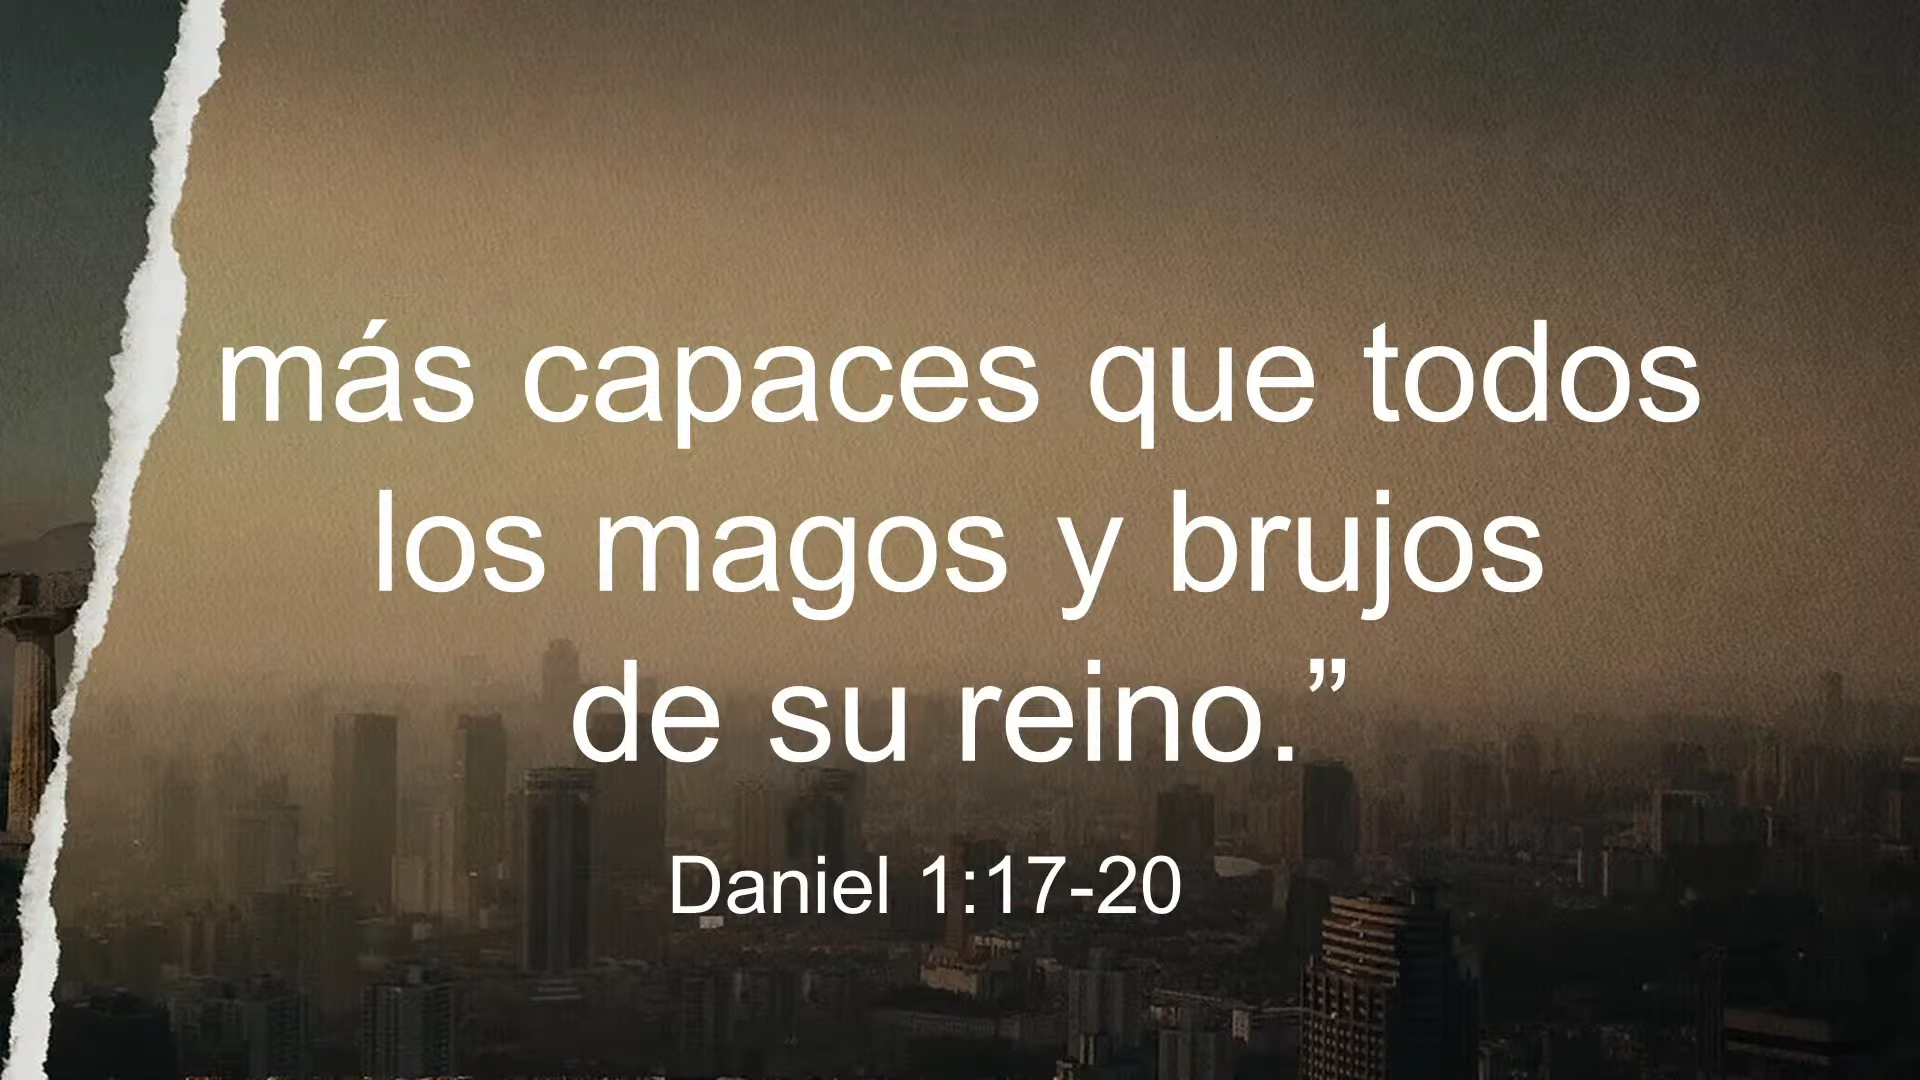 más capaces que todos
los magos y brujos
de su reino.”
Daniel 1:17-20